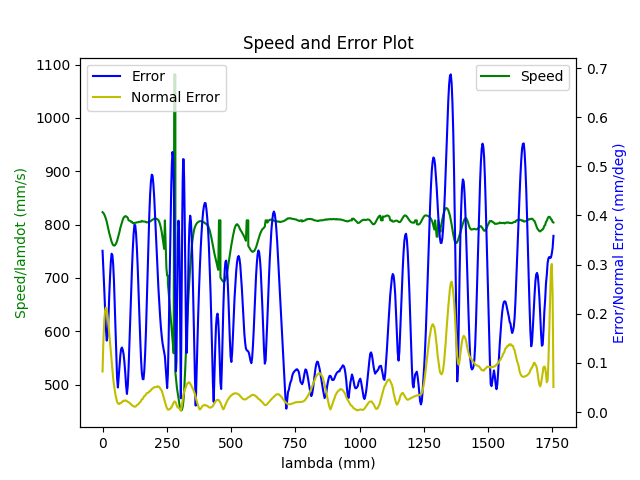 Speed and Error Plot
Error
Normal Error
Speed
1100
1000
900
800
700
600
500
Speed/lamdot (mm/s)
0.7
0.6
0.5
0.4
0.3
0.2
0.1
0.0
Error/Normal Error (mm/deg)
0 250 500 750 1000 1250 1500 1750
lambda (mm)